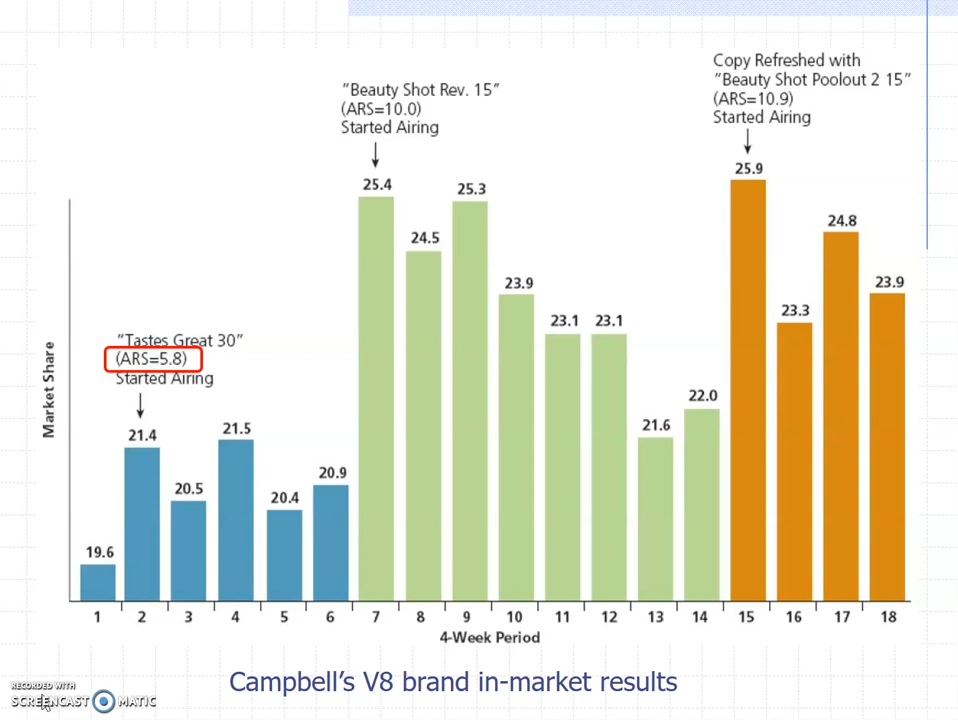 Copy Refreshed with
"Beauty Shot Poolout 2 15"
(ARS=10.9)
Started Airing
"Beauty Shot Rev. 15"
(ARS=10.0)
Started Airing
"Tastes Great 30"
(ARS=5.8)
Started Airing
Market Share
19.6
21.4
20.5
21.5
20.4
20.9
25.4
24.5
25.3
23.9
23.1
23.1
21.6
22.0
25.9
23.3
24.8
23.9
1 2 3 4 5 6 7 8 9 10 11 12 13 14 15 16 17 18
4-Week Period
Campbell's V8 brand in-market results
RECORDED WITH
SCREENCAST MATIC